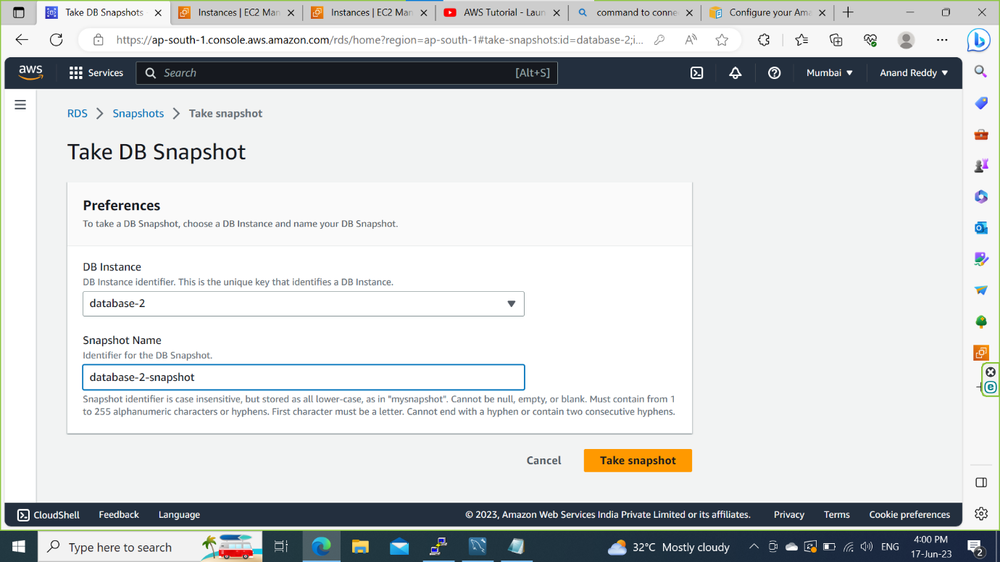 Take DB Snapshots
Instances | EC2 Man
Instances | EC2 Man
AWS Tutorial - Laun
command to conne
Configure your Ama
https://ap-south-1.console.aws.amazon.com/rds/home?region=ap-south-1#take-snapshots:id=database-2;i...
aws
Services
Search
[Alt+S]
Mumbai
Anand Reddy
RDS
Snapshots
Take snapshot
Take DB Snapshot
Preferences
To take a DB Snapshot, choose a DB Instance and name your DB Snapshot.
DB Instance
DB Instance identifier. This is the unique key that identifies a DB Instance.
database-2
Snapshot Name
Identifier for the DB Snapshot.
database-2-snapshot
Snapshot identifier is case insensitive, but stored as all lower-case, as in "mysnapshot". Cannot be null, empty, or blank. Must contain from 1
to 255 alphanumeric characters or hyphens. First character must be a letter. Cannot end with a hyphen or contain two consecutive hyphens.
Cancel
Take snapshot
CloudShell
Feedback
Language
© 2023, Amazon Web Services India Private Limited or its affiliates.
Privacy
Terms
Cookie preferences
Type here to search
32°C Mostly cloudy
ENG
4:00 PM
17-Jun-23
2